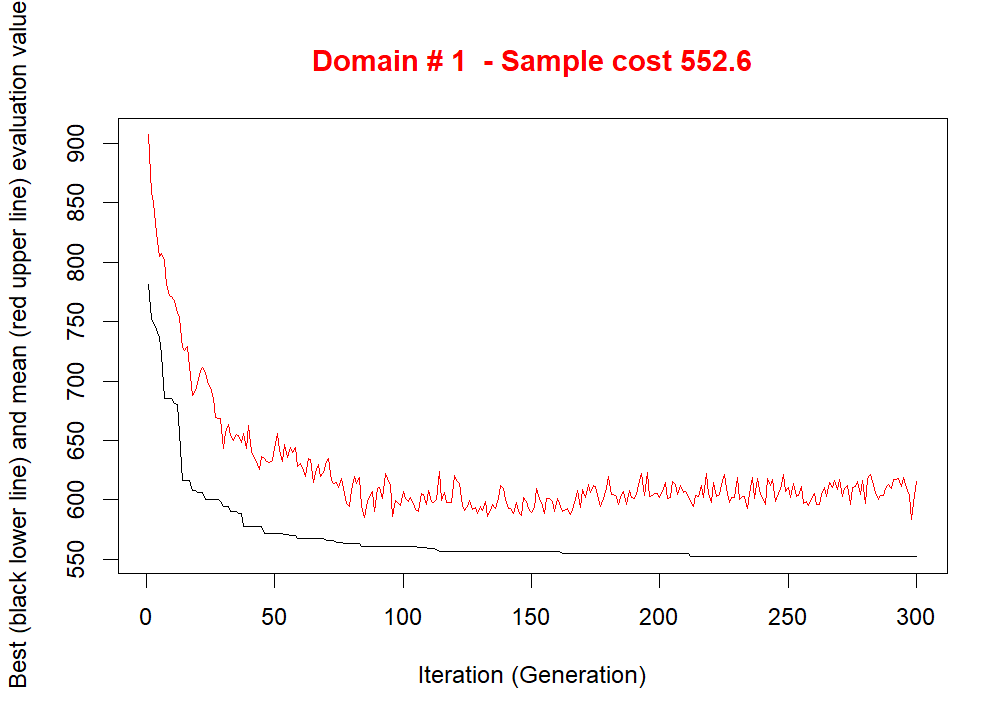 Domain # 1  - Sample cost 552.6
Best (black lower line) and mean (red upper line) evaluation value
900
850
800
750
700
650
600
550
0 50 100 150 200 250 300
Iteration (Generation)